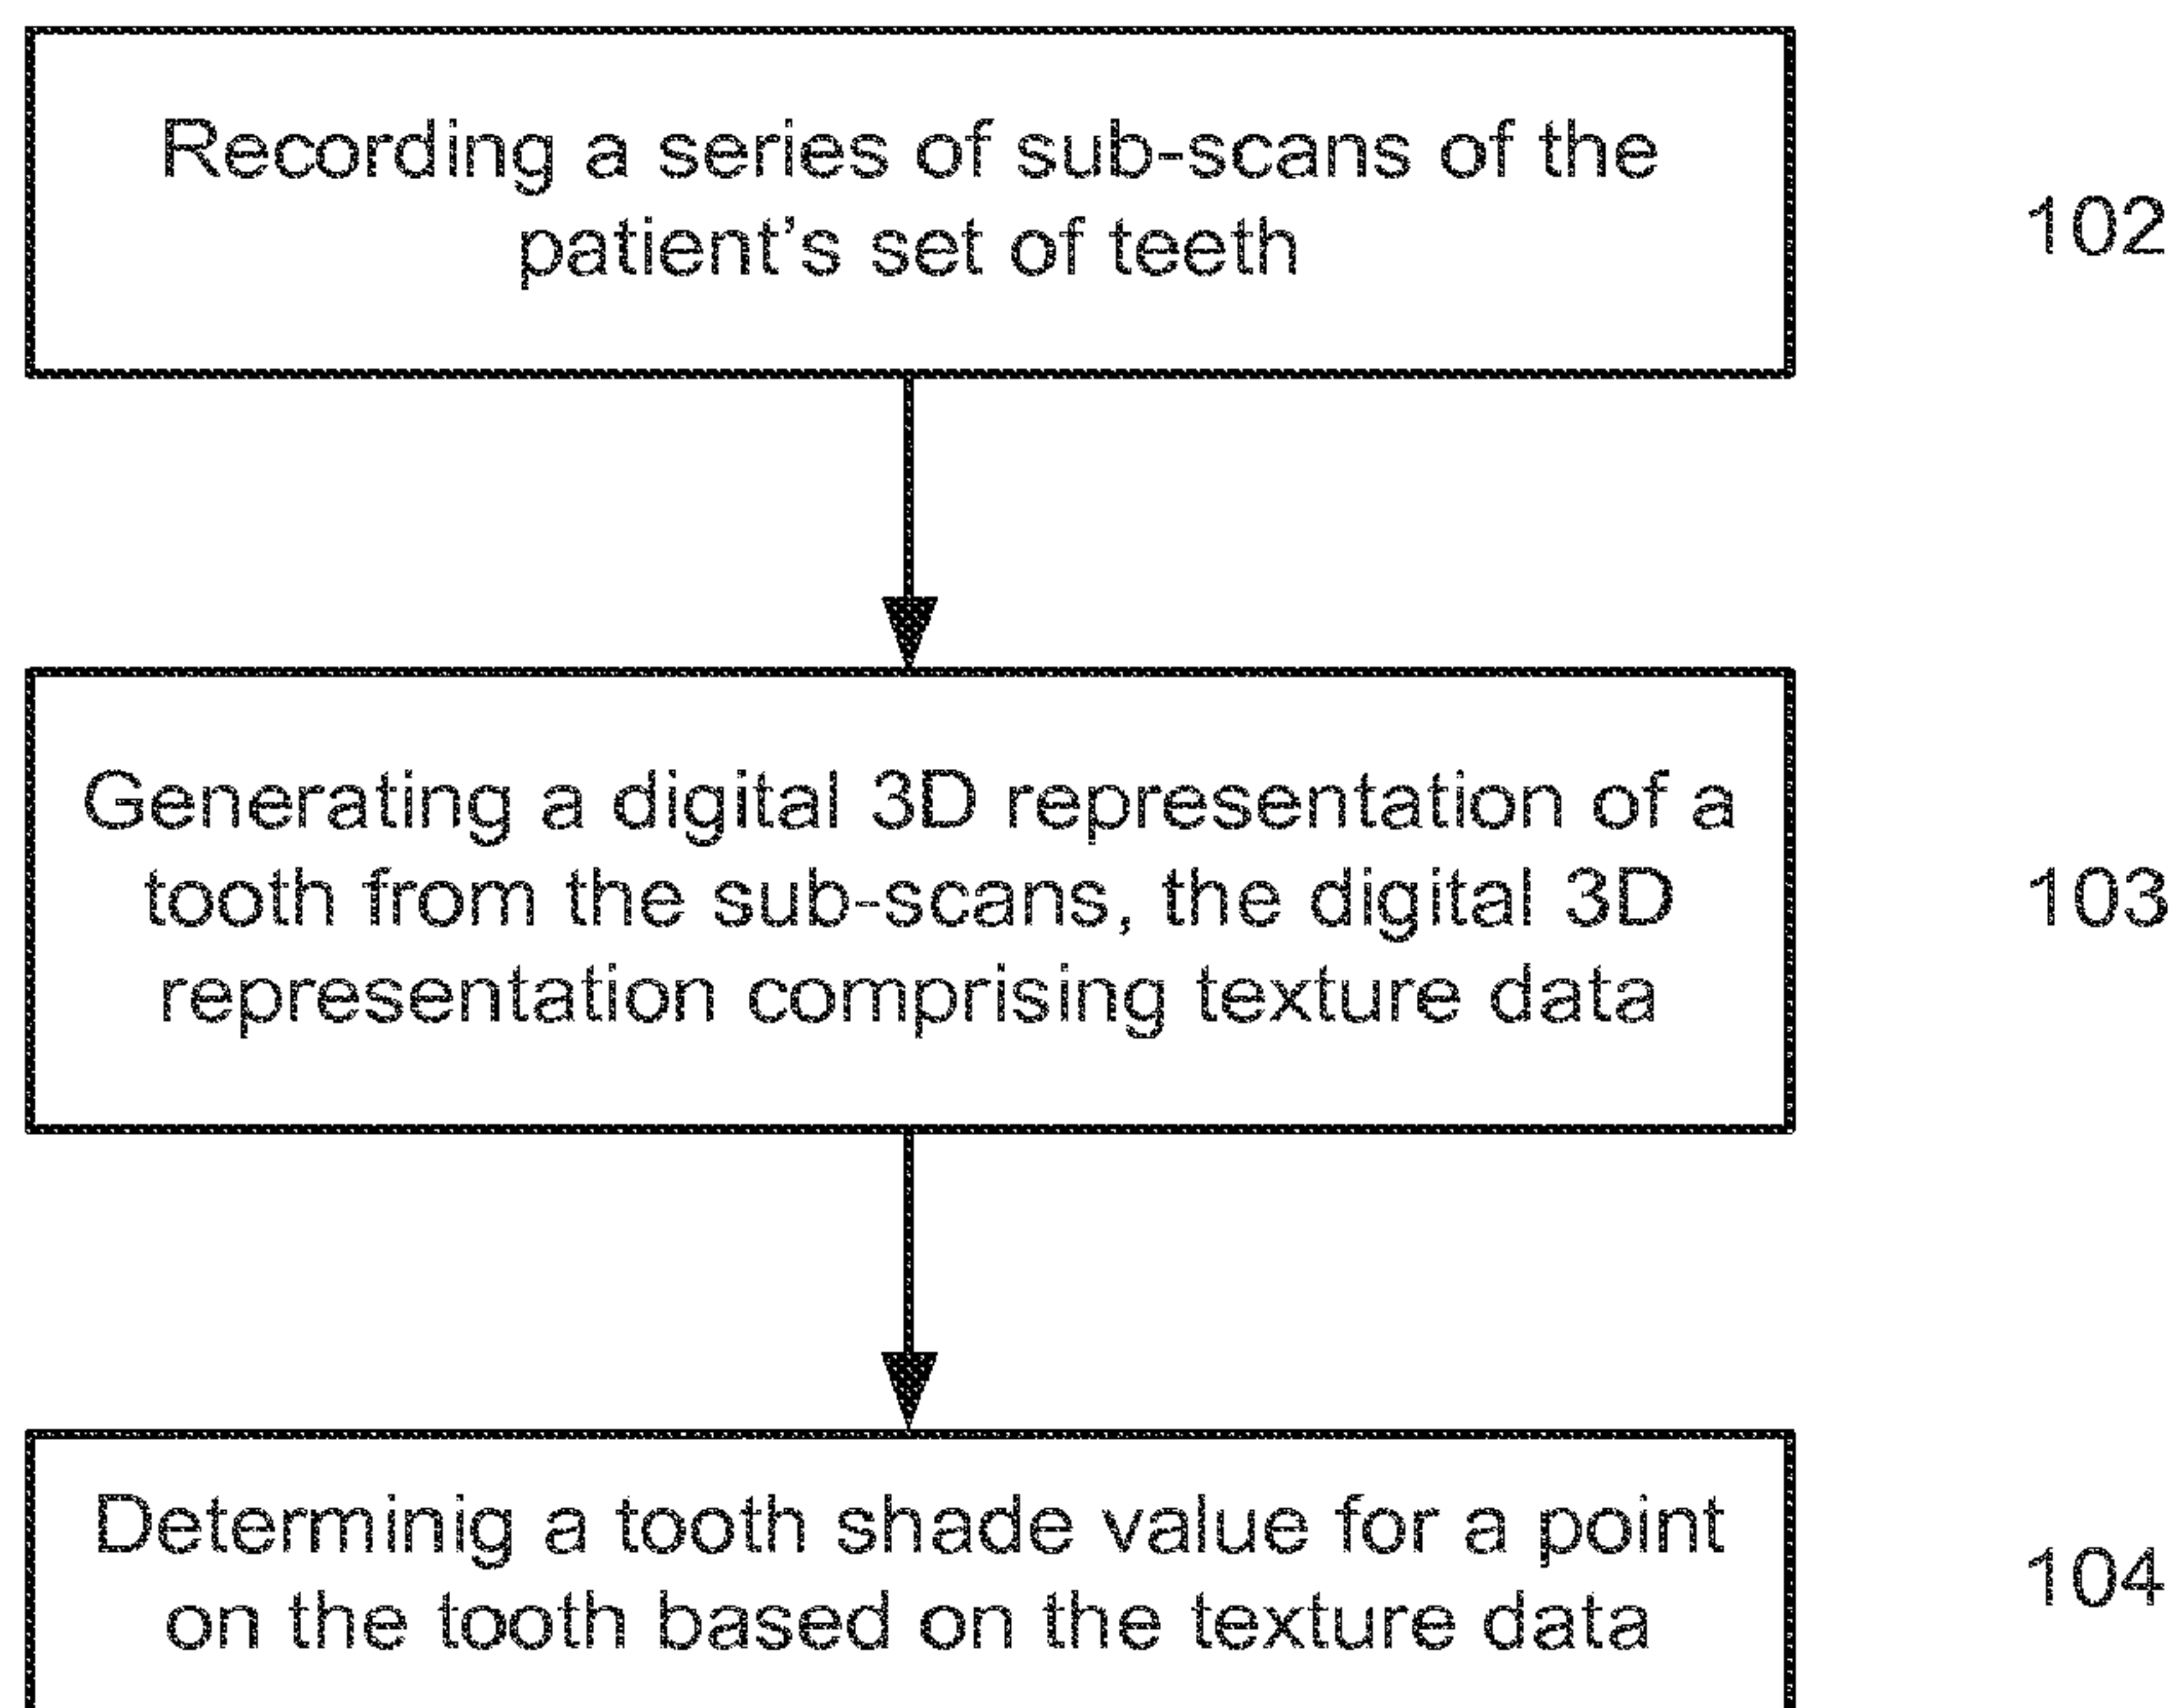 Recording a series of sub-scans of the
patient's set of teeth
102
Generating a digital 3D representation of a
tooth from the sub-scans, the digital 3D
representation comprising texture data
103
Determinig a tooth shade value for a point
on the tooth based on the texture data
104